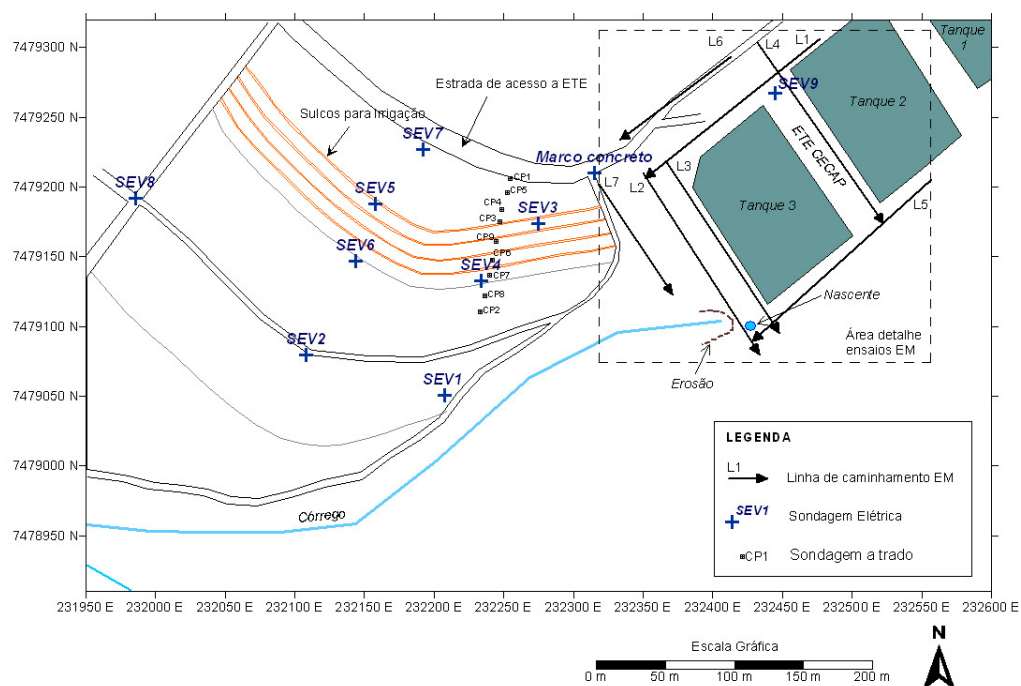 7479300 N
7479250 N
7479200 N
7479150 N
7479100 N
7479050 N
7479000 N
7478950 N
L6
L4
L1
Tanque
1
Estrada de acesso a ETE
SEV9
Tanque 2
Sulcos para Irrigação
SEV7
ETE CECAP
Marco concreto
L3
L7
L2
L5
SEV8
SEV5
CP1
CP5
CP4
CP3
SEV3
Tanque 3
CP9
SEV6
CP6
SEV4
CP7
CP8
CP2
Nascente
Área detalhe
ensaios EM
SEV2
Erosão
SEV1
Córrego
LEGENDA
L1
Linha de caminhamento EM
SEV1
Sondagem Elétrica
CP1
Sondagem a trado
231950 E 232000 E 232050 E 232100 E 232150 E 232200 E 232250 E 232300 E 232350 E 232400 E 232450 E 232500 E 232550 E 232600 E
Escala Gráfica
0 m 50 m 100 m 150 m 200 m
N